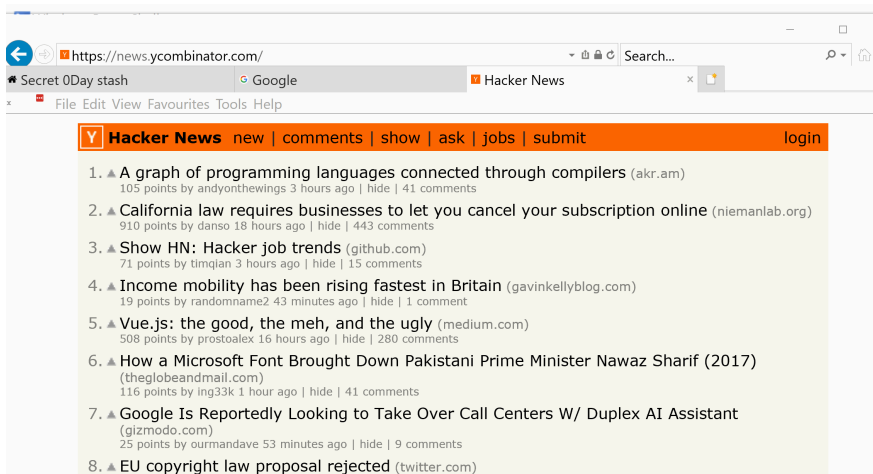 https://news.ycombinator.com/ Search...
Secret 0Day stash Google Hacker News
File Edit View Favourites Tools Help
Y Hacker News new | comments | show | ask | jobs | submit login
1. A graph of programming languages connected through compilers (akr.am)
105 points by andyonthewings 3 hours ago | hide | 41 comments
2. California law requires businesses to let you cancel your subscription online (niemanlab.org)
910 points by danso 18 hours ago | hide | 443 comments
3. Show HN: Hacker job trends (github.com)
71 points by timqian 3 hours ago | hide | 15 comments
4. Income mobility has been rising fastest in Britain (gavinkellyblog.com)
19 points by randomname2 43 minutes ago | hide | 1 comment
5. Vue.js: the good, the meh, and the ugly (medium.com)
508 points by prostoalex 16 hours ago | hide | 280 comments
6. How a Microsoft Font Brought Down Pakistani Prime Minister Nawaz Sharif (2017)
(theglobeandmail.com)
116 points by ing33k 1 hour ago | hide | 41 comments
7. Google Is Reportedly Looking to Take Over Call Centers W/ Duplex AI Assistant
(gizmodo.com)
25 points by ourmandave 53 minutes ago | hide | 9 comments
8. EU copyright law proposal rejected (twitter.com)